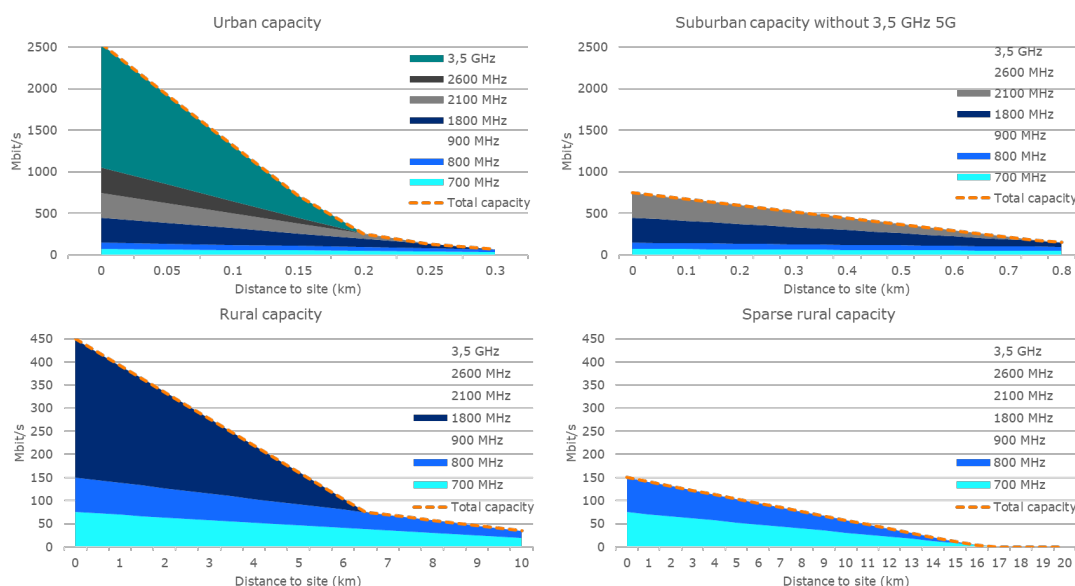 Urban capacity
2500
2000
1500
1000
500
0
Mbit/s
0 0.05 0.1 0.15 0.2 0.25 0.3
Distance to site (km)
3,5 GHz
2600 MHz
2100 MHz
1800 MHz
900 MHz
800 MHz
700 MHz
Total capacity
Suburban capacity without 3,5 GHz 5G
2500
2000
1500
1000
500
0
Mbit/s
0 0.1 0.2 0.3 0.4 0.5 0.6 0.7 0.8
Distance to site (km)
3,5 GHz
2600 MHz
2100 MHz
1800 MHz
900 MHz
800 MHz
700 MHz
Total capacity
Rural capacity
450
400
350
300
250
200
150
100
50
0
Mbit/s
0 1 2 3 4 5 6 7 8 9 10
Distance to site (km)
3,5 GHz
2600 MHz
2100 MHz
1800 MHz
900 MHz
800 MHz
700 MHz
Total capacity
Sparse rural capacity
450
400
350
300
250
200
150
100
50
0
Mbit/s
0 1 2 3 4 5 6 7 8 9 10 11 12 13 14 15 16 17 18 19 20
Distance to site (km)
3,5 GHz
2600 MHz
2100 MHz
1800 MHz
900 MHz
800 MHz
700 MHz
Total capacity